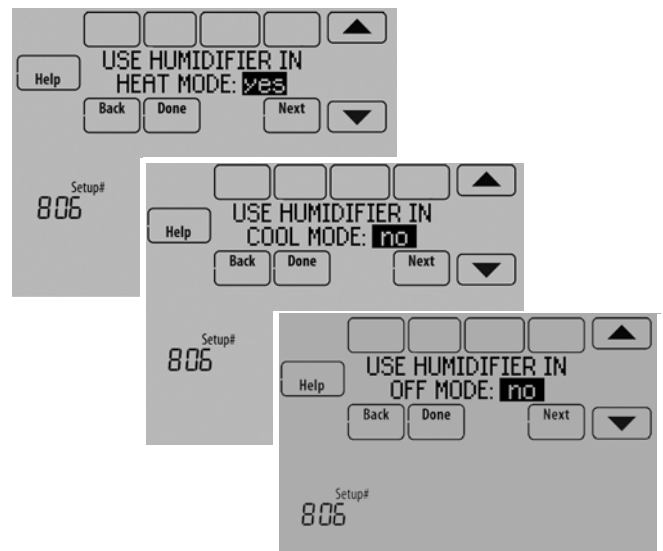 USE HUMIDIFIER IN
Help
HEAT MODE: yes
Back Done Next
Setup#
806
USE HUMIDIFIER IN
Help
COOL MODE: no
Back Done Next
Setup#
806
USE HUMIDIFIER IN
Help
OFF MODE: no
Back Done Next
Setup#
806